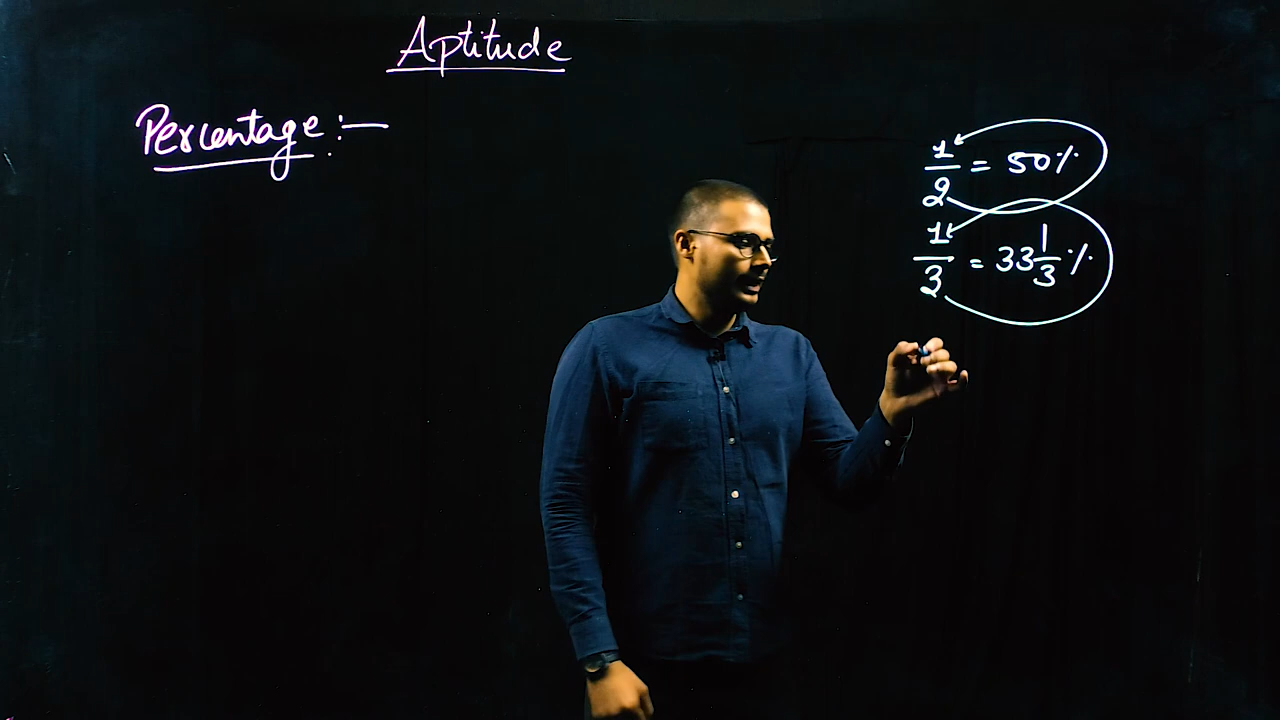 Aptitude
Percentage :—
1/2 = 50%
1/3 = 33 1/3 %